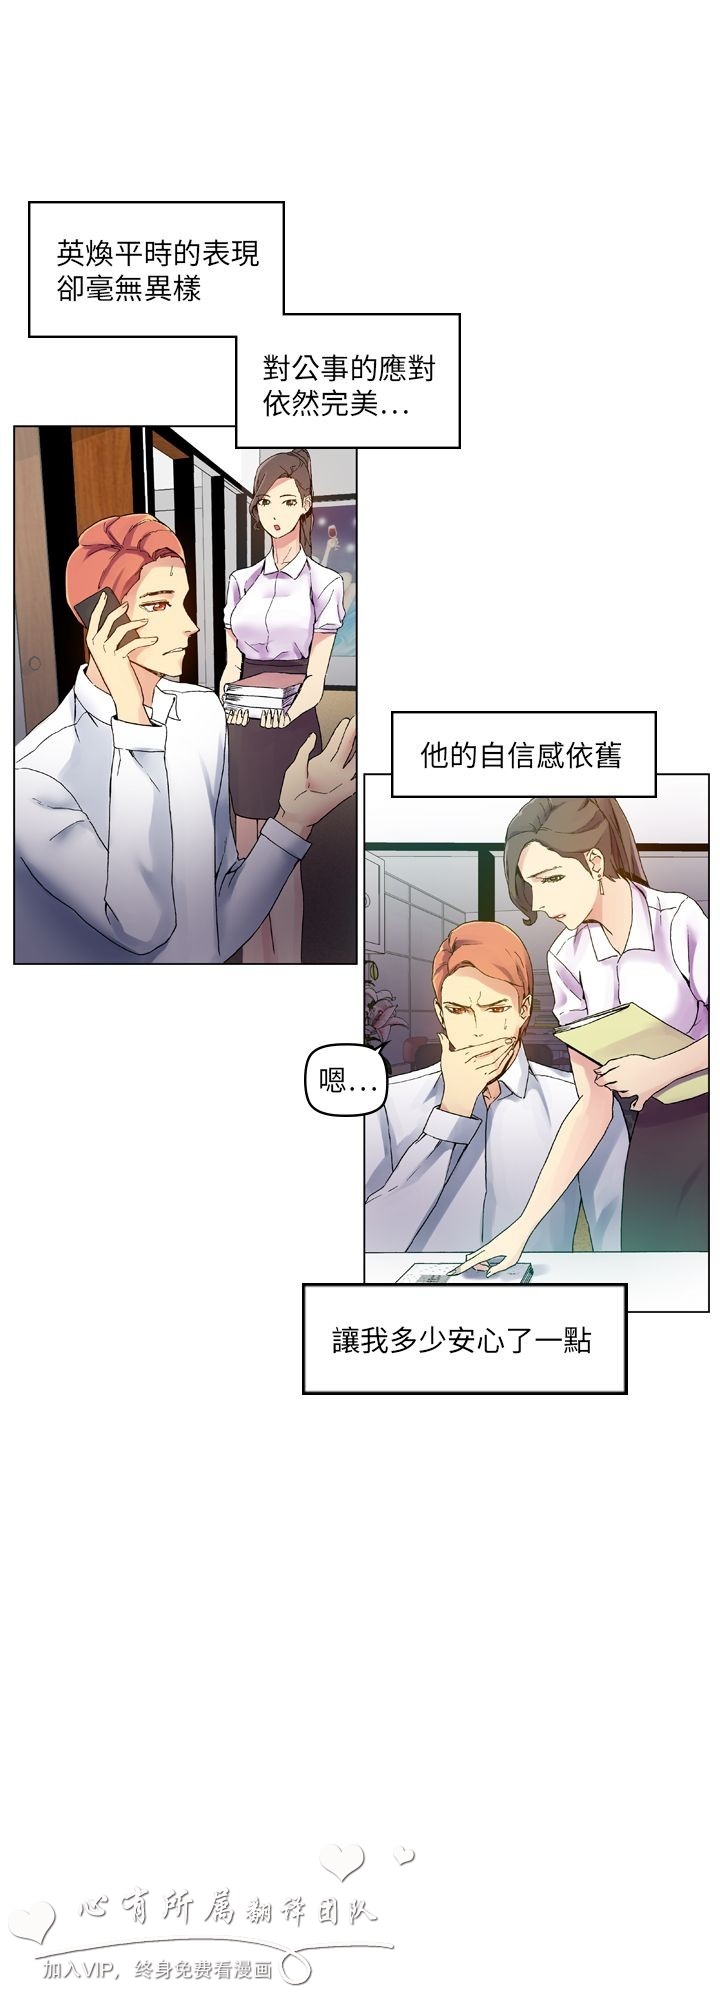 英煥平時的表現
卻毫無異樣
對公事的應對
依然完美...
他的自信感依舊
嗯...
讓我多少安心了一點
心有所属翻译团队
加入VIP，终身免费看漫画